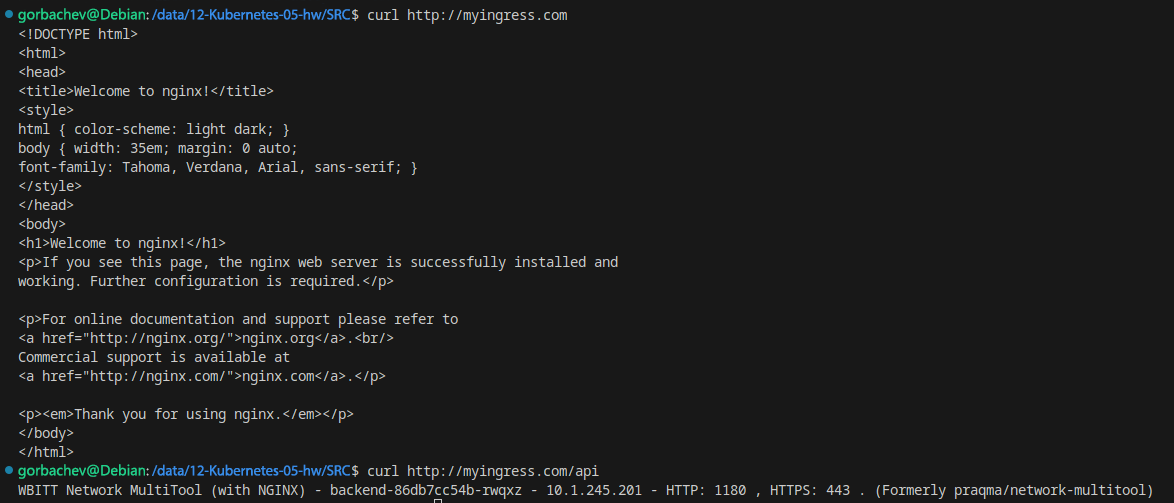 gorbachev@Debian:/data/12-Kubernetes-05-hw/SRC$ curl http://myingress.com
<!DOCTYPE html>
<html>
<head>
<title>Welcome to nginx!</title>
<style>
html { color-scheme: light dark; }
body { width: 35em; margin: 0 auto;
font-family: Tahoma, Verdana, Arial, sans-serif; }
</style>
</head>
<body>
<h1>Welcome to nginx!</h1>
<p>If you see this page, the nginx web server is successfully installed and
working. Further configuration is required.</p>

<p>For online documentation and support please refer to
<a href="http://nginx.org/">nginx.org</a>.<br/>
Commercial support is available at
<a href="http://nginx.com/">nginx.com</a>.</p>

<p><em>Thank you for using nginx.</em></p>
</body>
</html>
gorbachev@Debian:/data/12-Kubernetes-05-hw/SRC$ curl http://myingress.com/api
WBITT Network MultiTool (with NGINX) - backend-86db7cc54b-rwqxz - 10.1.245.201 - HTTP: 1180 , HTTPS: 443 . (Formerly praqma/network-multitool)